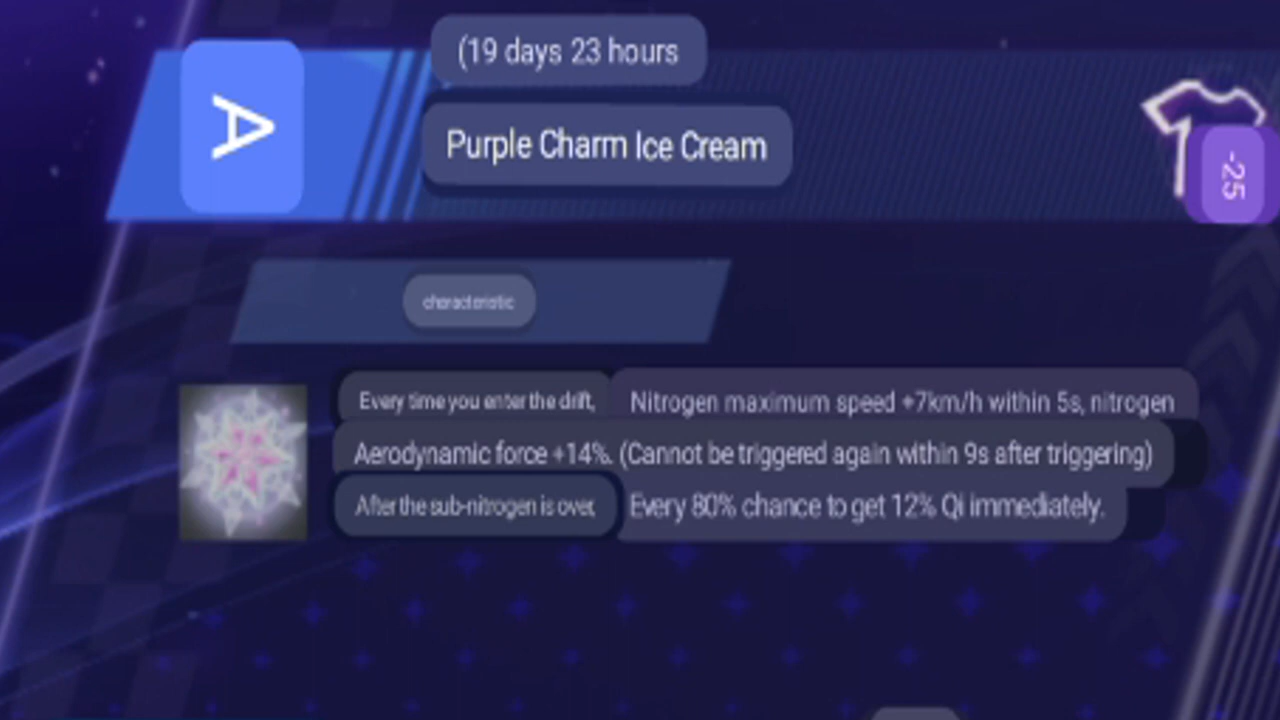 (19 days 23 hours
A
Purple Charm Ice Cream
-25
characteristic
Every time you enter the drift, Nitrogen maximum speed +7km/h within 5s, nitrogen
Aerodynamic force +14%. (Cannot be triggered again within 9s after triggering)
After the sub-nitrogen is over, Every 80% chance to get 12% Qi immediately.